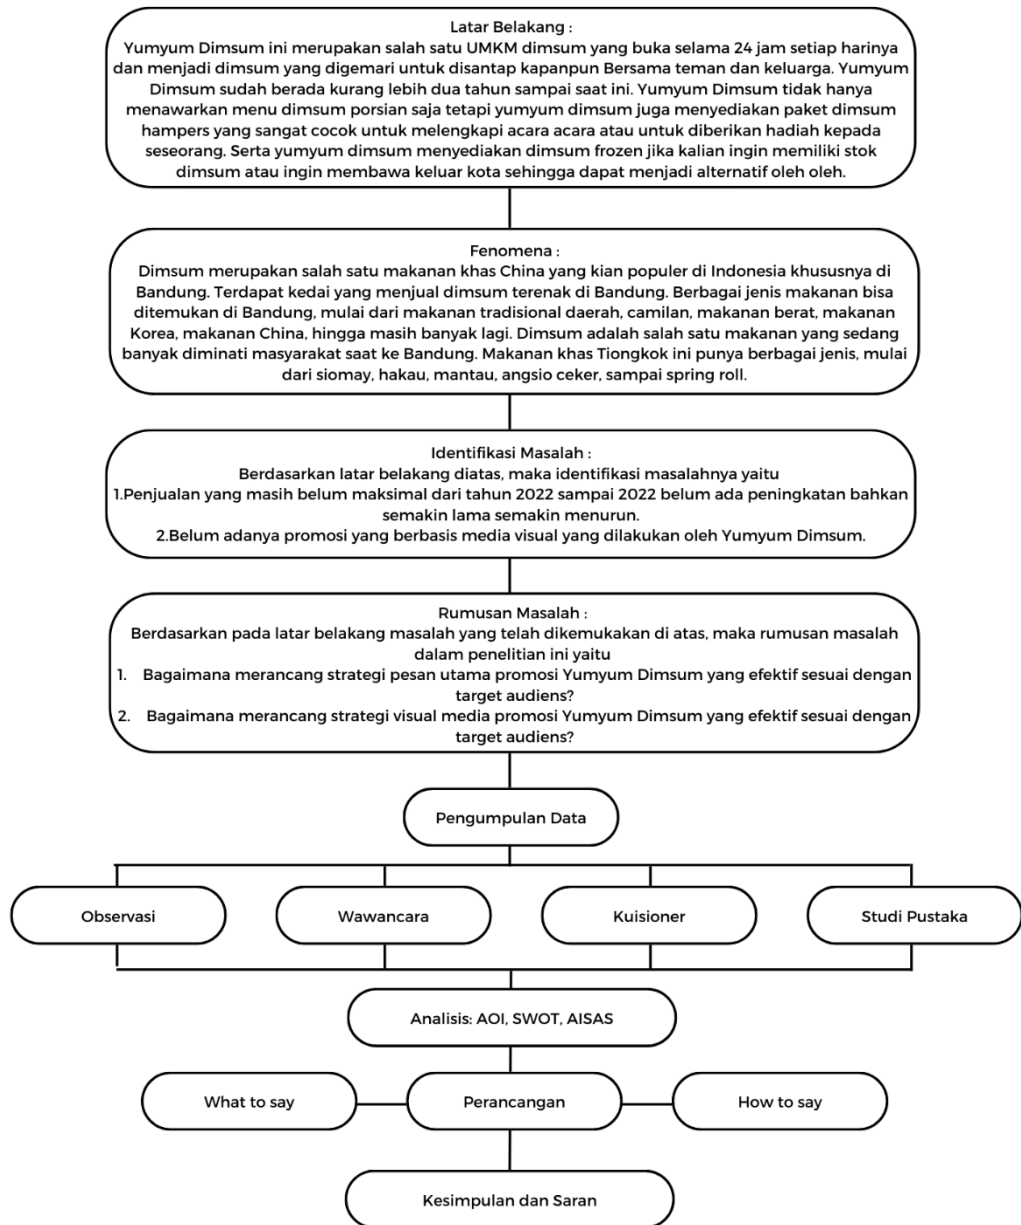 Latar Belakang :
Yumyum Dimsum ini merupakan salah satu UMKM dimsum yang buka selama 24 jam setiap harinya
dan menjadi dimsum yang digemari untuk disantap kapanpun Bersama teman dan keluarga. Yumyum
Dimsum sudah berada kurang lebih dua tahun sampai saat ini. Yumyum Dimsum tidak hanya
menawarkan menu dimsum porsian saja tetapi yumyum dimsum juga menyediakan paket dimsum
hampers yang sangat cocok untuk melengkapi acara acara atau untuk diberikan hadiah kepada
seseorang. Serta yumyum dimsum menyediakan dimsum frozen jika kalian ingin memiliki stok
dimsum atau ingin membawa keluar kota sehingga dapat menjadi alternatif oleh oleh.
Fenomena :
Dimsum merupakan salah satu makanan khas China yang kian populer di Indonesia khususnya di
Bandung. Terdapat kedai yang menjual dimsum terenak di Bandung. Berbagai jenis makanan bisa
ditemukan di Bandung, mulai dari makanan tradisional daerah, camilan, makanan berat, makanan
Korea, makanan China, hingga masih banyak lagi. Dimsum adalah salah satu makanan yang sedang
banyak diminati masyarakat saat ke Bandung. Makanan khas Tiongkok ini punya berbagai jenis, mulai
dari siomay, hakau, mantau, angsio ceker, sampai spring roll.
Identifikasi Masalah :
Berdasarkan latar belakang diatas, maka identifikasi masalahnya yaitu
1.Penjualan yang masih belum maksimal dari tahun 2022 sampai 2022 belum ada peningkatan bahkan
semakin lama semakin menurun.
2.Belum adanya promosi yang berbasis media visual yang dilakukan oleh Yumyum Dimsum.
Rumusan Masalah :
Berdasarkan pada latar belakang masalah yang telah dikemukakan di atas, maka rumusan masalah
dalam penelitian ini yaitu
1. Bagaimana merancang strategi pesan utama promosi Yumyum Dimsum yang efektif sesuai dengan
target audiens?
2. Bagaimana merancang strategi visual media promosi Yumyum Dimsum yang efektif sesuai dengan
target audiens?
Pengumpulan Data
Observasi
Wawancara
Kuisioner
Studi Pustaka
Analisis: AOI, SWOT, AISAS
What to say
Perancangan
How to say
Kesimpulan dan Saran